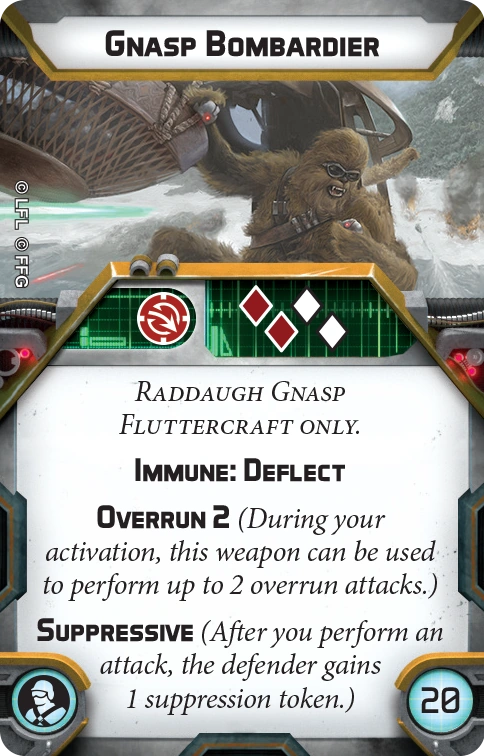 Gnasp Bombardier
© LFL © FFG
Raddaugh Gnasp
Fluttercraft only.
Immune: Deflect
Overrun 2 (During your
activation, this weapon can be used
to perform up to 2 overrun attacks.)
Suppressive (After you perform an
attack, the defender gains
1 suppression token.)
20